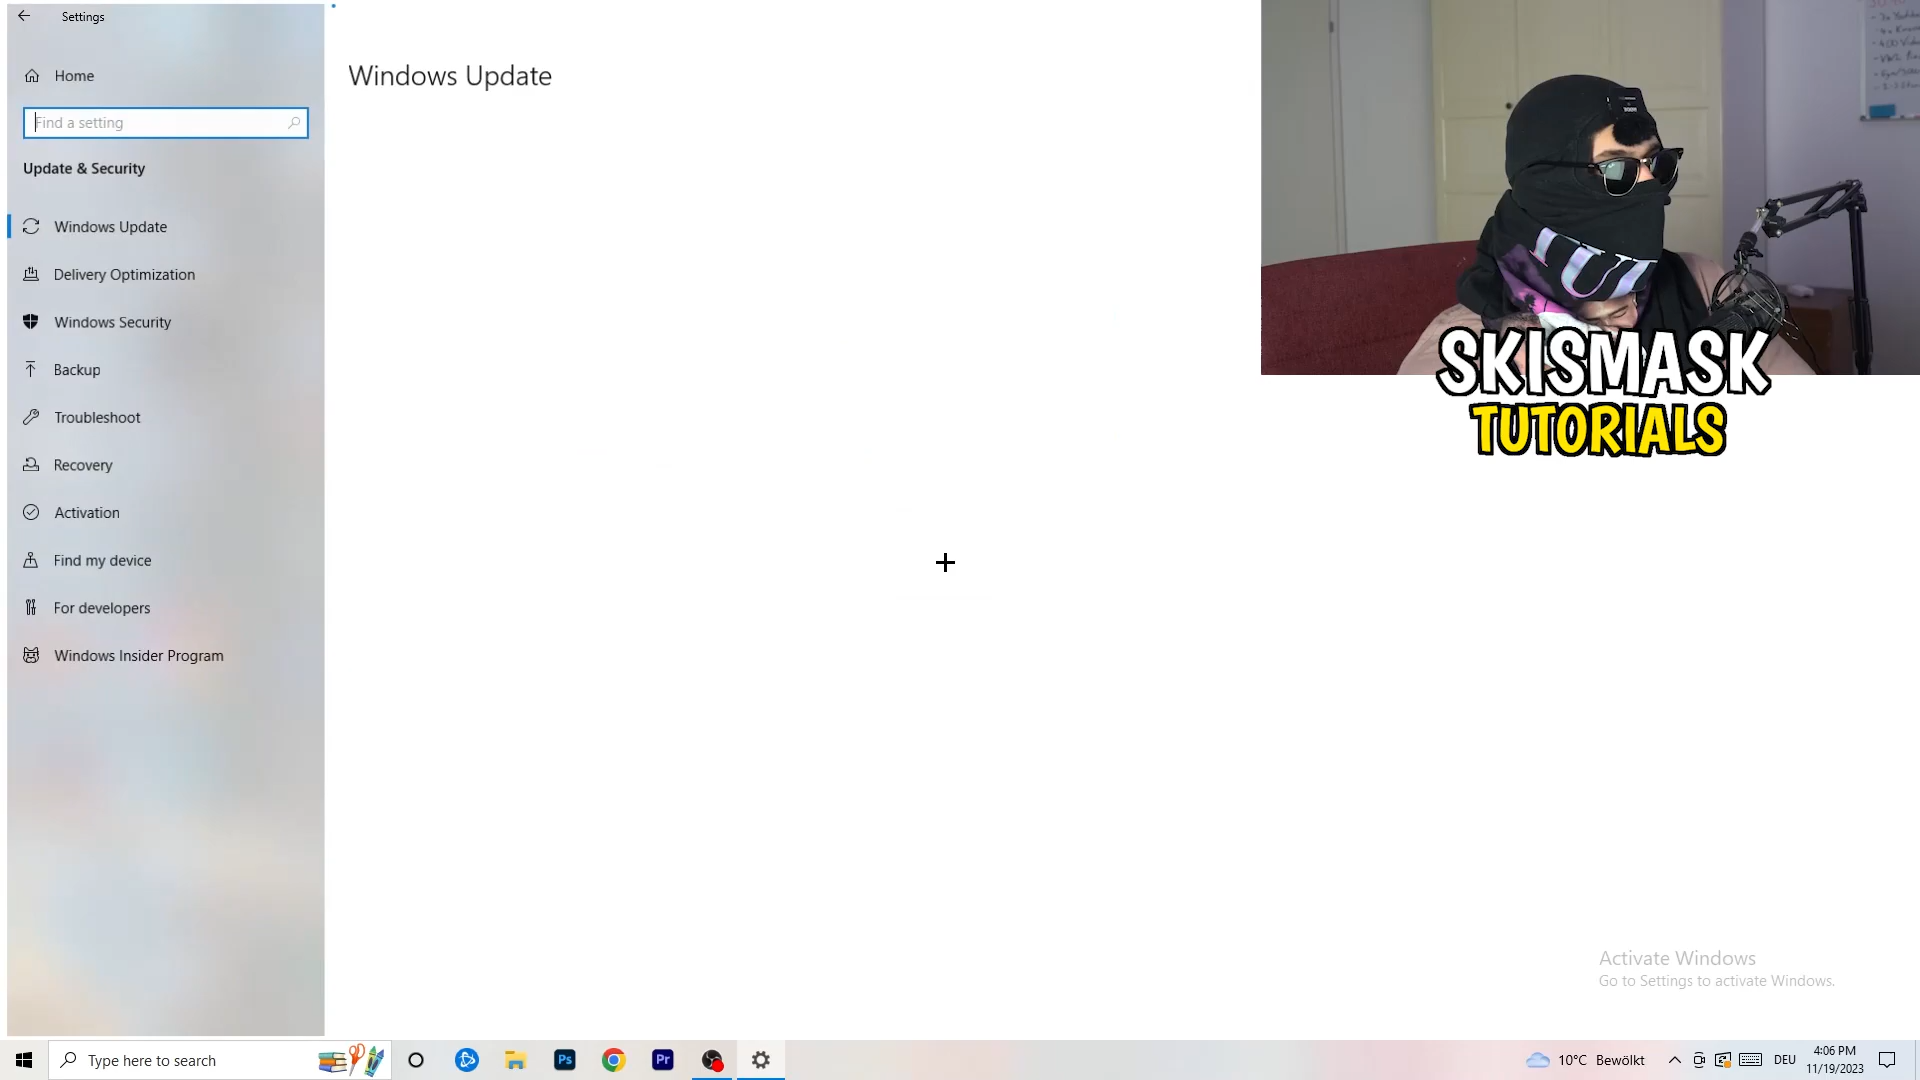 Settings
Home
Find a setting
Update & Security
Windows Update
Delivery Optimization
Windows Security
Backup
Troubleshoot
Recovery
Activation
Find my device
For developers
Windows Insider Program
Windows Update
SKISMASK
TUTORIALS
Activate Windows
Go to Settings to activate Windows.
Type here to search
Ps
Pr
10°C Bewölkt
DEU
4:06 PM
11/19/2023